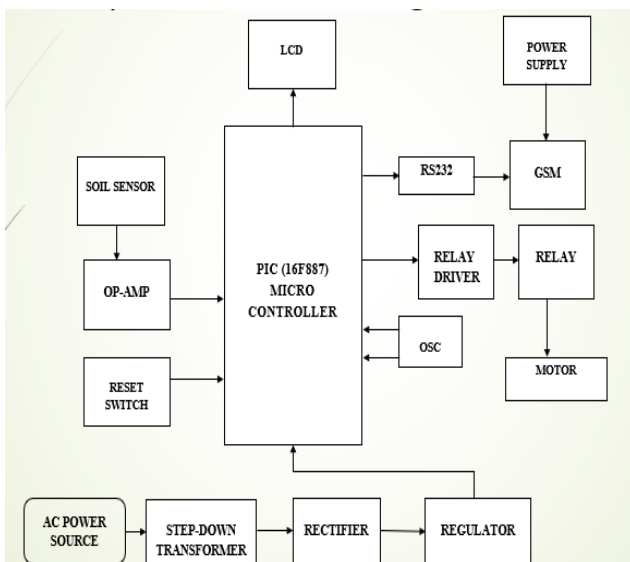 LCD
POWER
SUPPLY
RS232
GSM
SOIL SENSOR
OP-AMP
PIC (16F887)
MICRO
CONTROLLER
RELAY
DRIVER
RELAY
OSC
MOTOR
RESET
SWITCH
AC POWER
SOURCE
STEP-DOWN
TRANSFORMER
RECTIFIER
REGULATOR